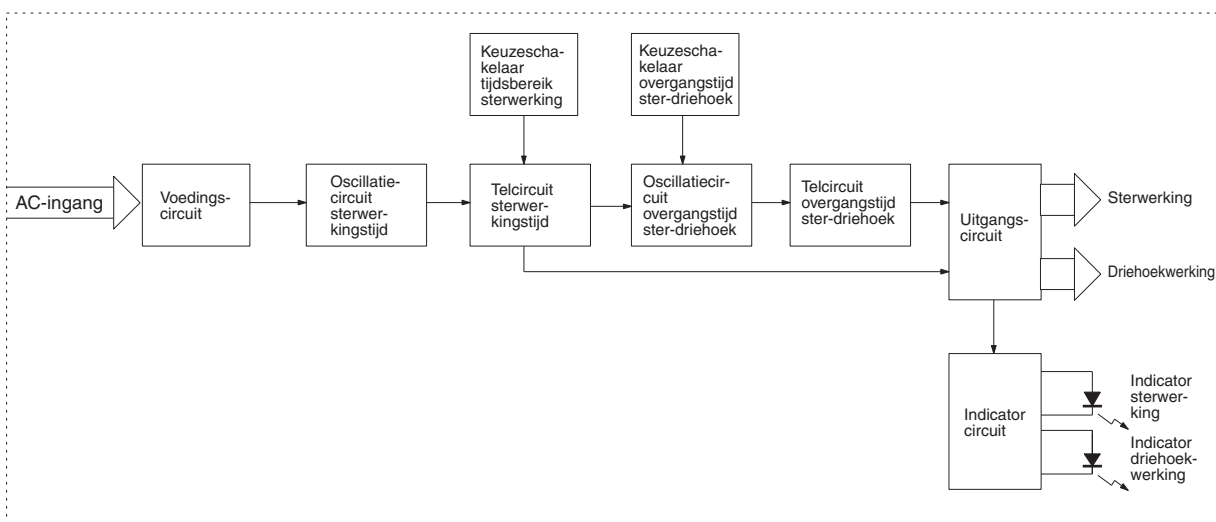 Keuzescha-
kelaar
tijdsbereik
sterwerking
Keuzescha-
kelaar
overgangstijd
ster-driehoek
AC-ingang
Voedings-
circuit
Oscillatie-
circuit
sterwer-
kingstijd
Telcircuit
sterwer-
kingstijd
Oscillatiecir-
cuit
overgangstijd
ster-driehoek
Telcircuit
overgangstijd
ster-driehoek
Uitgangs-
circuit
Sterwerking
Driehoekwerking
Indicator
circuit
Indicator
sterwer-
king
Indicator
driehoek-
werking